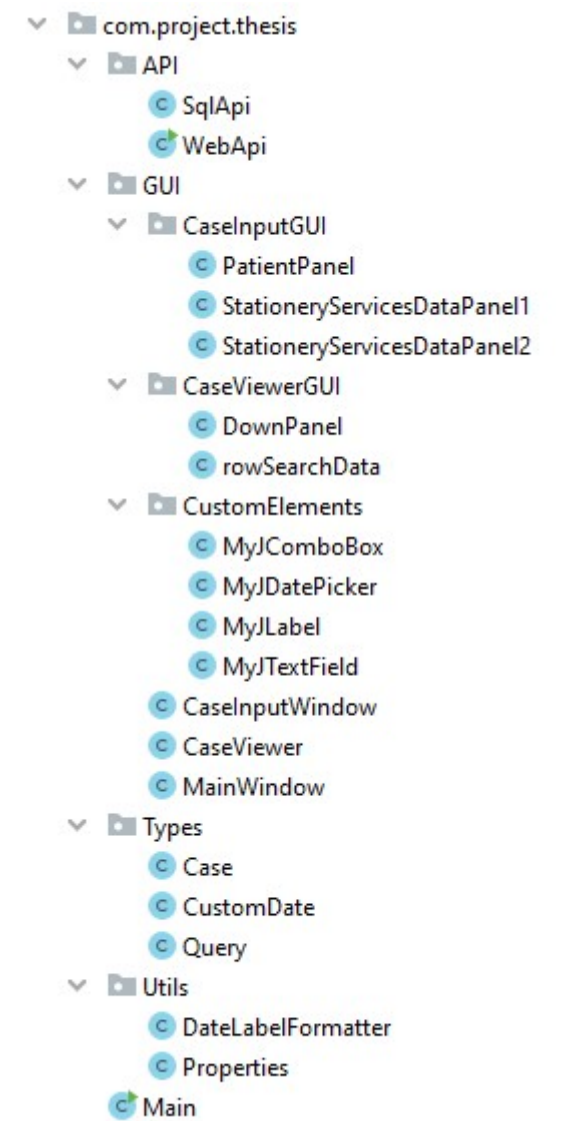 com.project.thesis
API
SqlApi
WebApi
GUI
CaseInputGUI
PatientPanel
StationeryServicesDataPanel1
StationeryServicesDataPanel2
CaseViewerGUI
DownPanel
rowSearchData
CustomElements
MyJComboBox
MyJDatePicker
MyJLabel
MyJTextField
CaseInputWindow
CaseViewer
MainWindow
Types
Case
CustomDate
Query
Utils
DateLabelFormatter
Properties
Main